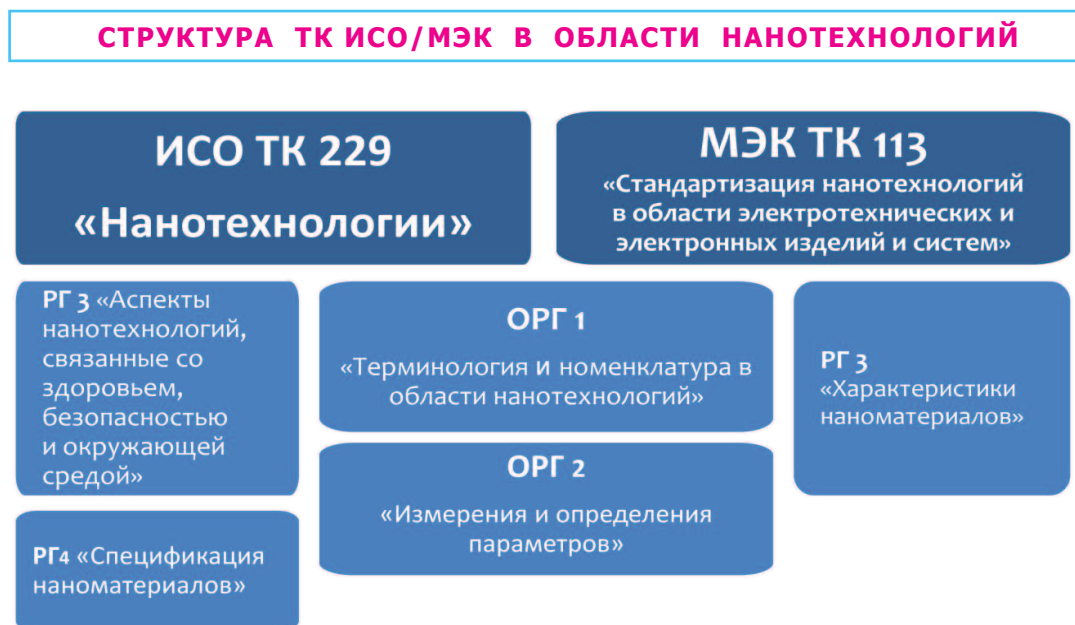 СТРУКТУРА ТК ИСО/МЭК В ОБЛАСТИ НАНОТЕХНОЛОГИЙ
ИСО ТК 229
«Нанотехнологии»
МЭК ТК 113
«Стандартизация нанотехнологий
в области электротехнических и
электронных изделий и систем»
РГ 3 «Аспекты
нанотехнологий,
связанные со
здоровьем,
безопасностью
и окружающей
средой»
РГ4 «Спецификация
наноматериалов»
ОРГ 1
«Терминология и номенклатура в
области нанотехнологий»
ОРГ 2
«Измерения и определения
параметров»
РГ 3
«Характеристики
наноматериалов»